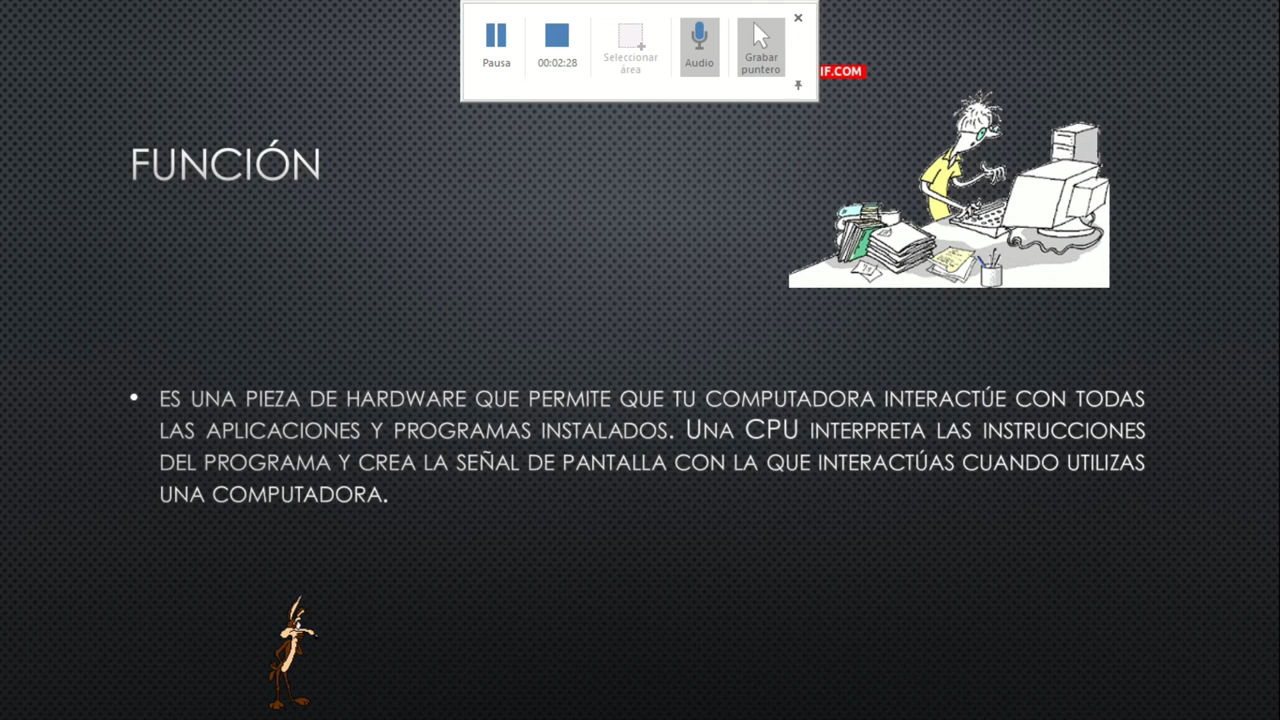 Pausa
00:02:28
Seleccionar
área
Audio
Grabar
puntero
IF.COM
FUNCIÓN
• ES UNA PIEZA DE HARDWARE QUE PERMITE QUE TU COMPUTADORA INTERACTÚE CON TODAS
LAS APLICACIONES Y PROGRAMAS INSTALADOS. UNA CPU INTERPRETA LAS INSTRUCCIONES
DEL PROGRAMA Y CREA LA SEÑAL DE PANTALLA CON LA QUE INTERACTÚAS CUANDO UTILIZAS
UNA COMPUTADORA.